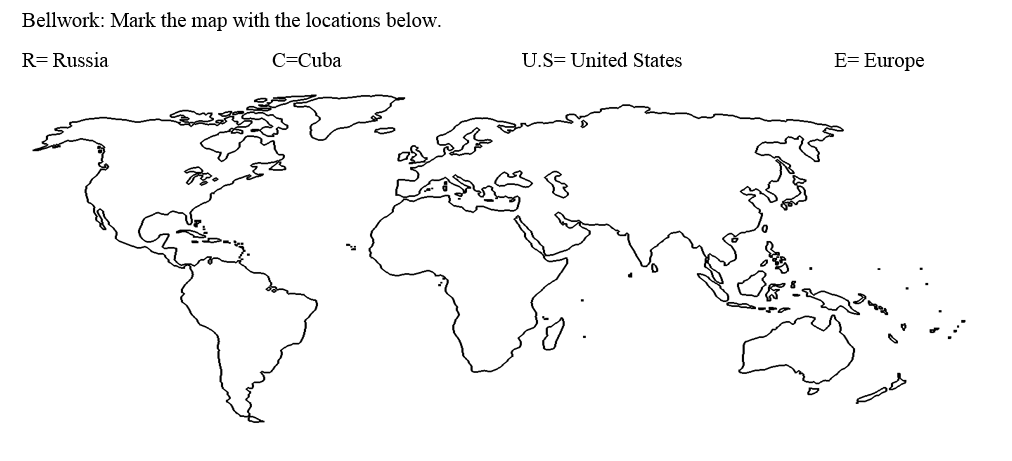 Bellwork: Mark the map with the locations below.
R= Russia C=Cuba U.S= United States E= Europe